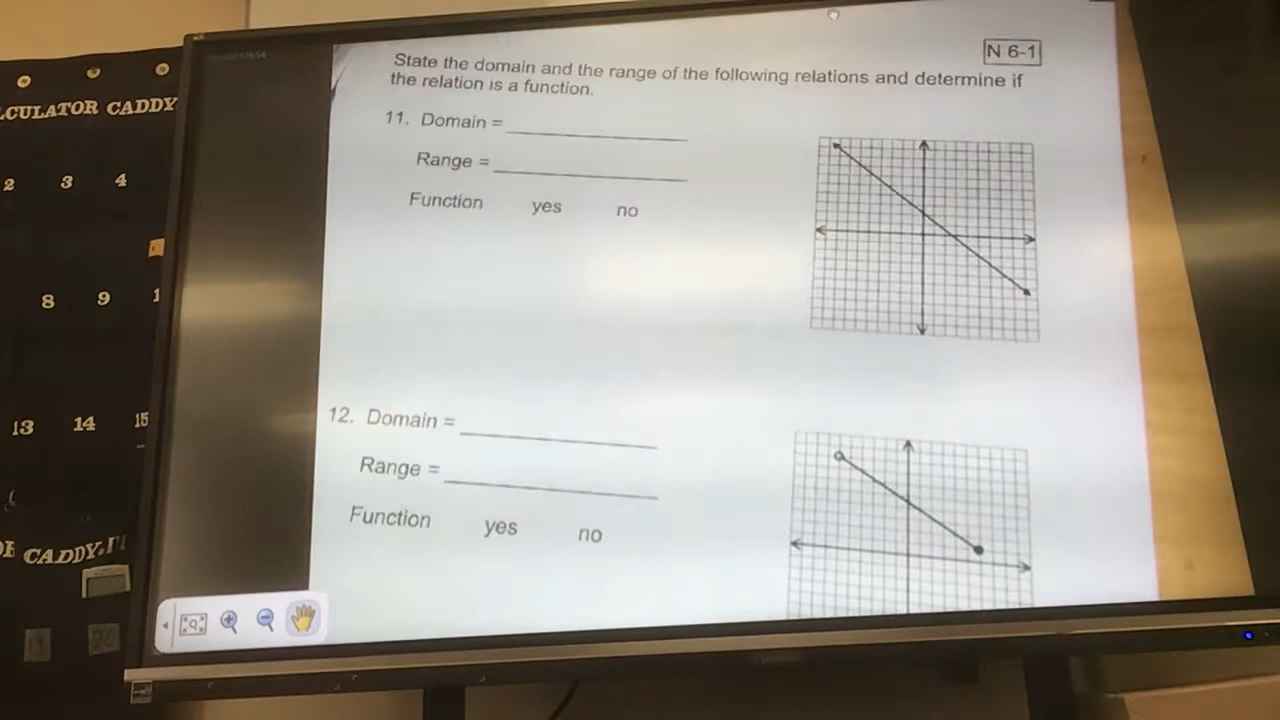 N 6-1
State the domain and the range of the following relations and determine if
the relation is a function.
11. Domain =
Range =
Function yes no
12. Domain =
Range =
Function yes no
LCULATOR CADDY
2 3 4
8 9 1
13 14 15
CADDY
20